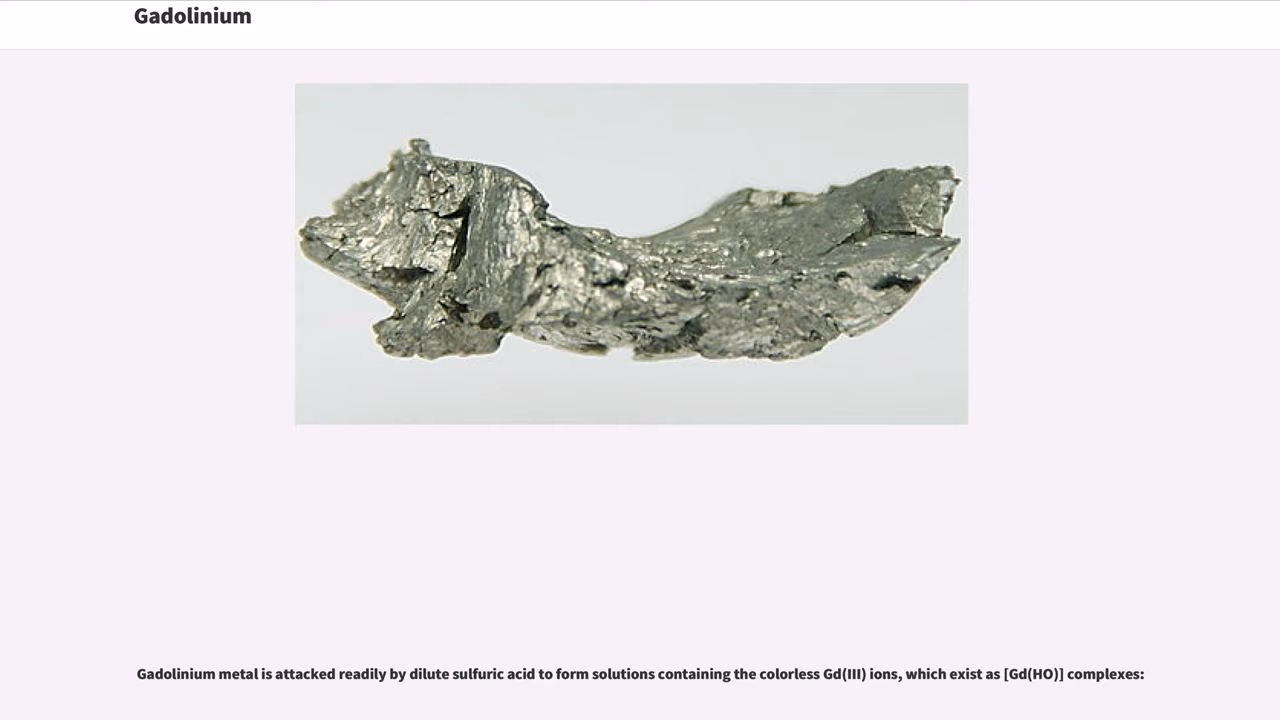 Gadolinium
Gadolinium metal is attacked readily by dilute sulfuric acid to form solutions containing the colorless Gd(III) ions, which exist as [Gd(HO)] complexes: